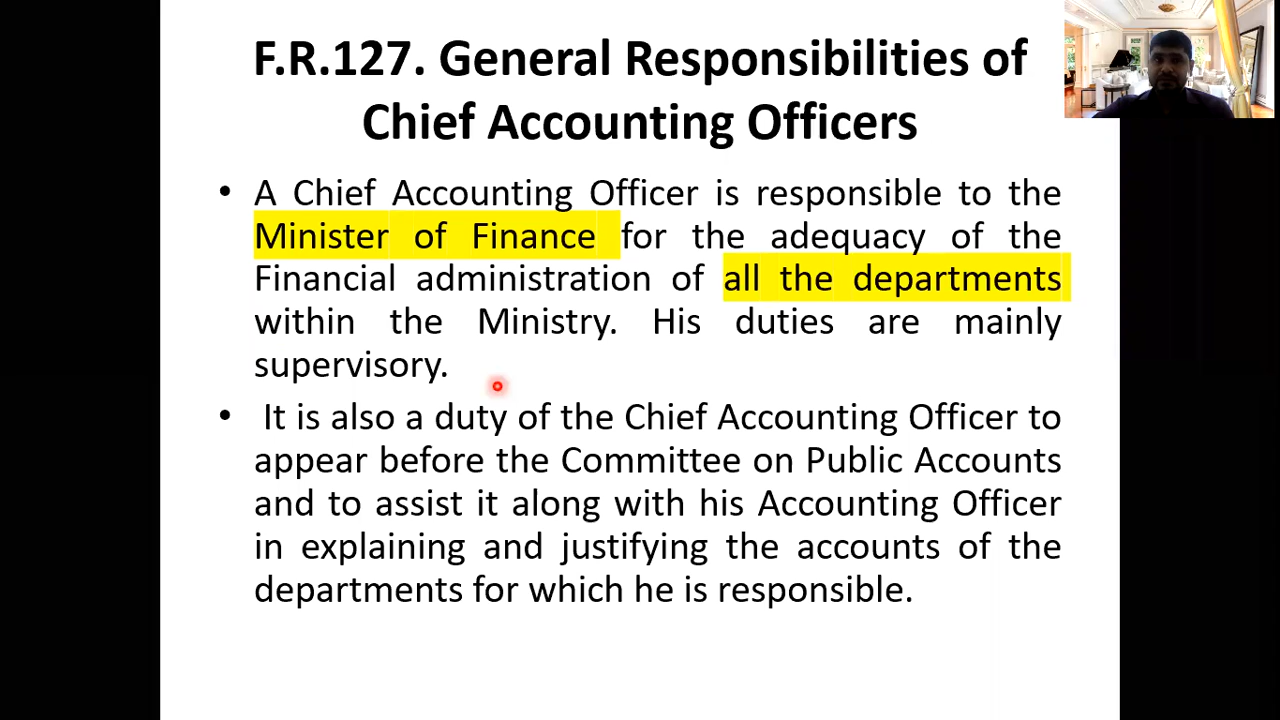 F.R.127. General Responsibilities of
Chief Accounting Officers
• A Chief Accounting Officer is responsible to the
Minister of Finance for the adequacy of the
Financial administration of all the departments
within the Ministry. His duties are mainly
supervisory.
• It is also a duty of the Chief Accounting Officer to
appear before the Committee on Public Accounts
and to assist it along with his Accounting Officer
in explaining and justifying the accounts of the
departments for which he is responsible.